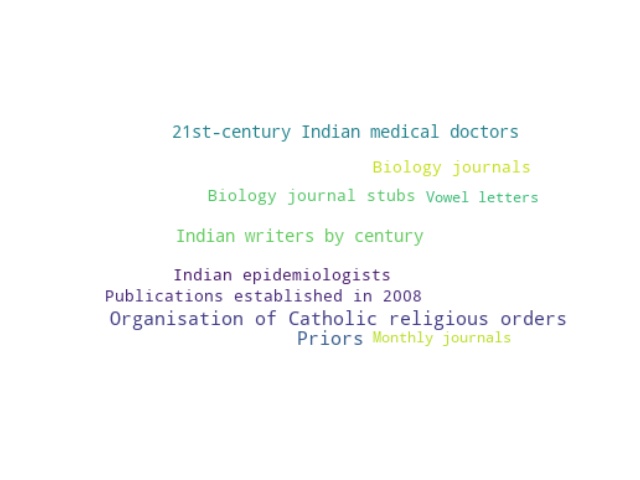 21st-century Indian medical doctors
Biology journals
Biology journal stubs Vowel letters
Indian writers by century
Indian epidemiologists
Publications established in 2008
Organisation of Catholic religious orders
Priors Monthly journals